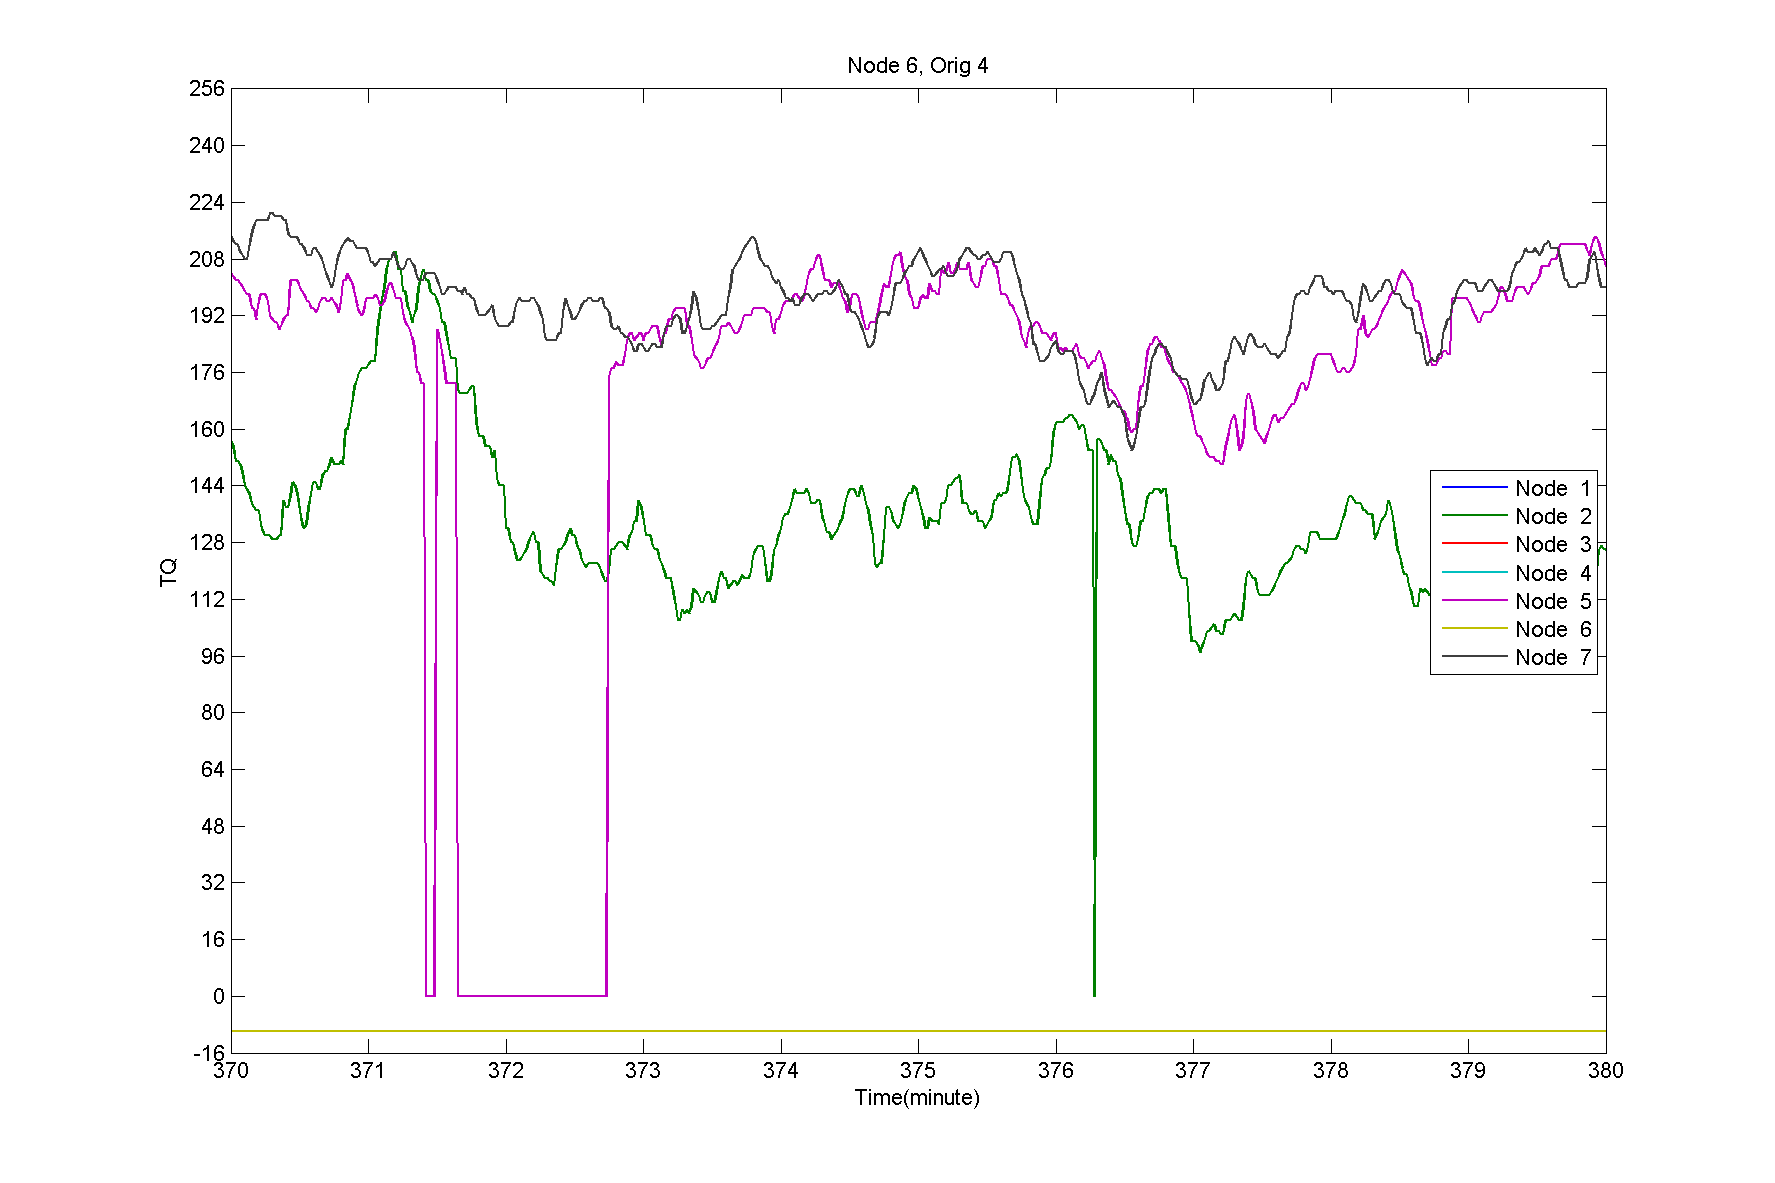 Node 6, Orig 4
256
240
224
208
192
176
160
144
128
112
96
80
64
48
32
16
0
-16
TQ
Node 1
Node 2
Node 3
Node 4
Node 5
Node 6
Node 7
370 371 372 373 374 375 376 377 378 379 380
Time(minute)